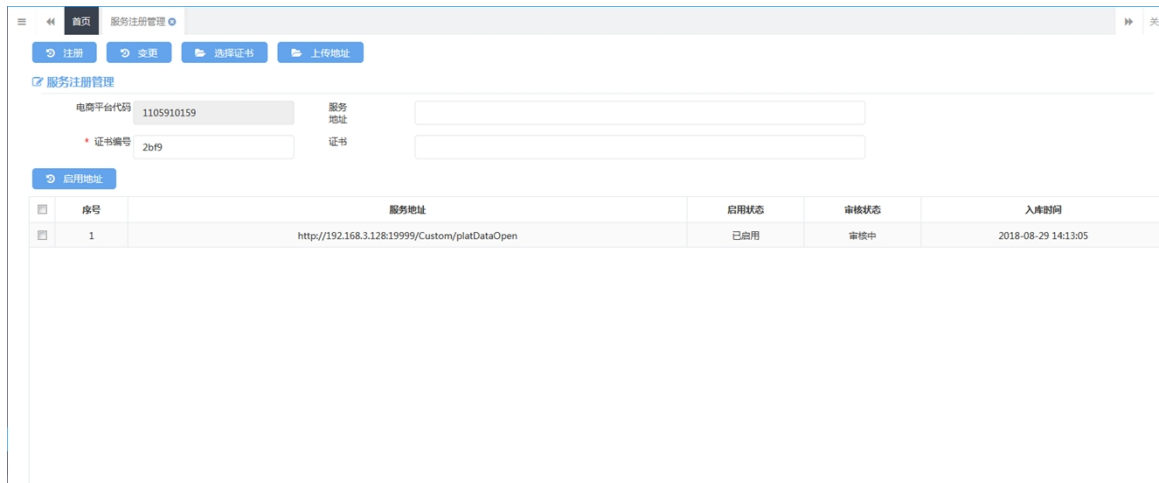 首页 服务注册管理 关
注册 变更 选择证书 上传地址
服务注册管理
电商平台代码 1105910159 服务
地址
* 证书编号 2bf9 证书
启用地址
序号 服务地址 启用状态 审核状态 入库时间
1 http://192.168.3.128:19999/Custom/platDataOpen 已启用 审核中 2018-08-29 14:13:05